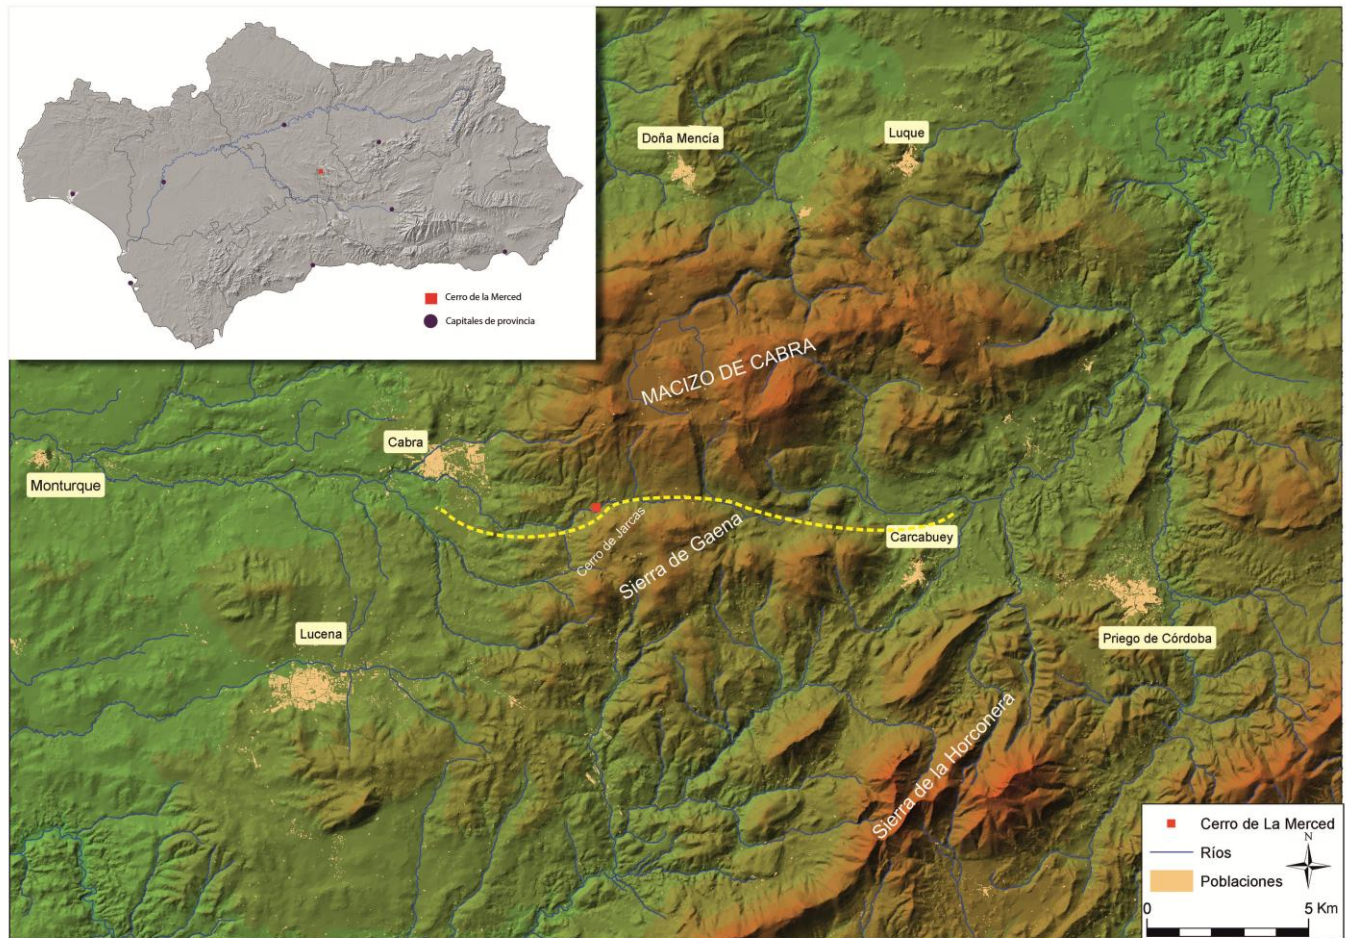 Cerro de la Merced
Capitales de provincia
Doña Mencía
Luque
MACIZO DE CABRA
Cabra
Monturque
Cerro de Jarcas
Sierra de Gaena
Carcabuey
Lucena
Priego de Córdoba
Sierra de la Horconera
Cerro de La Merced
N
Ríos
Poblaciones
0 5 Km